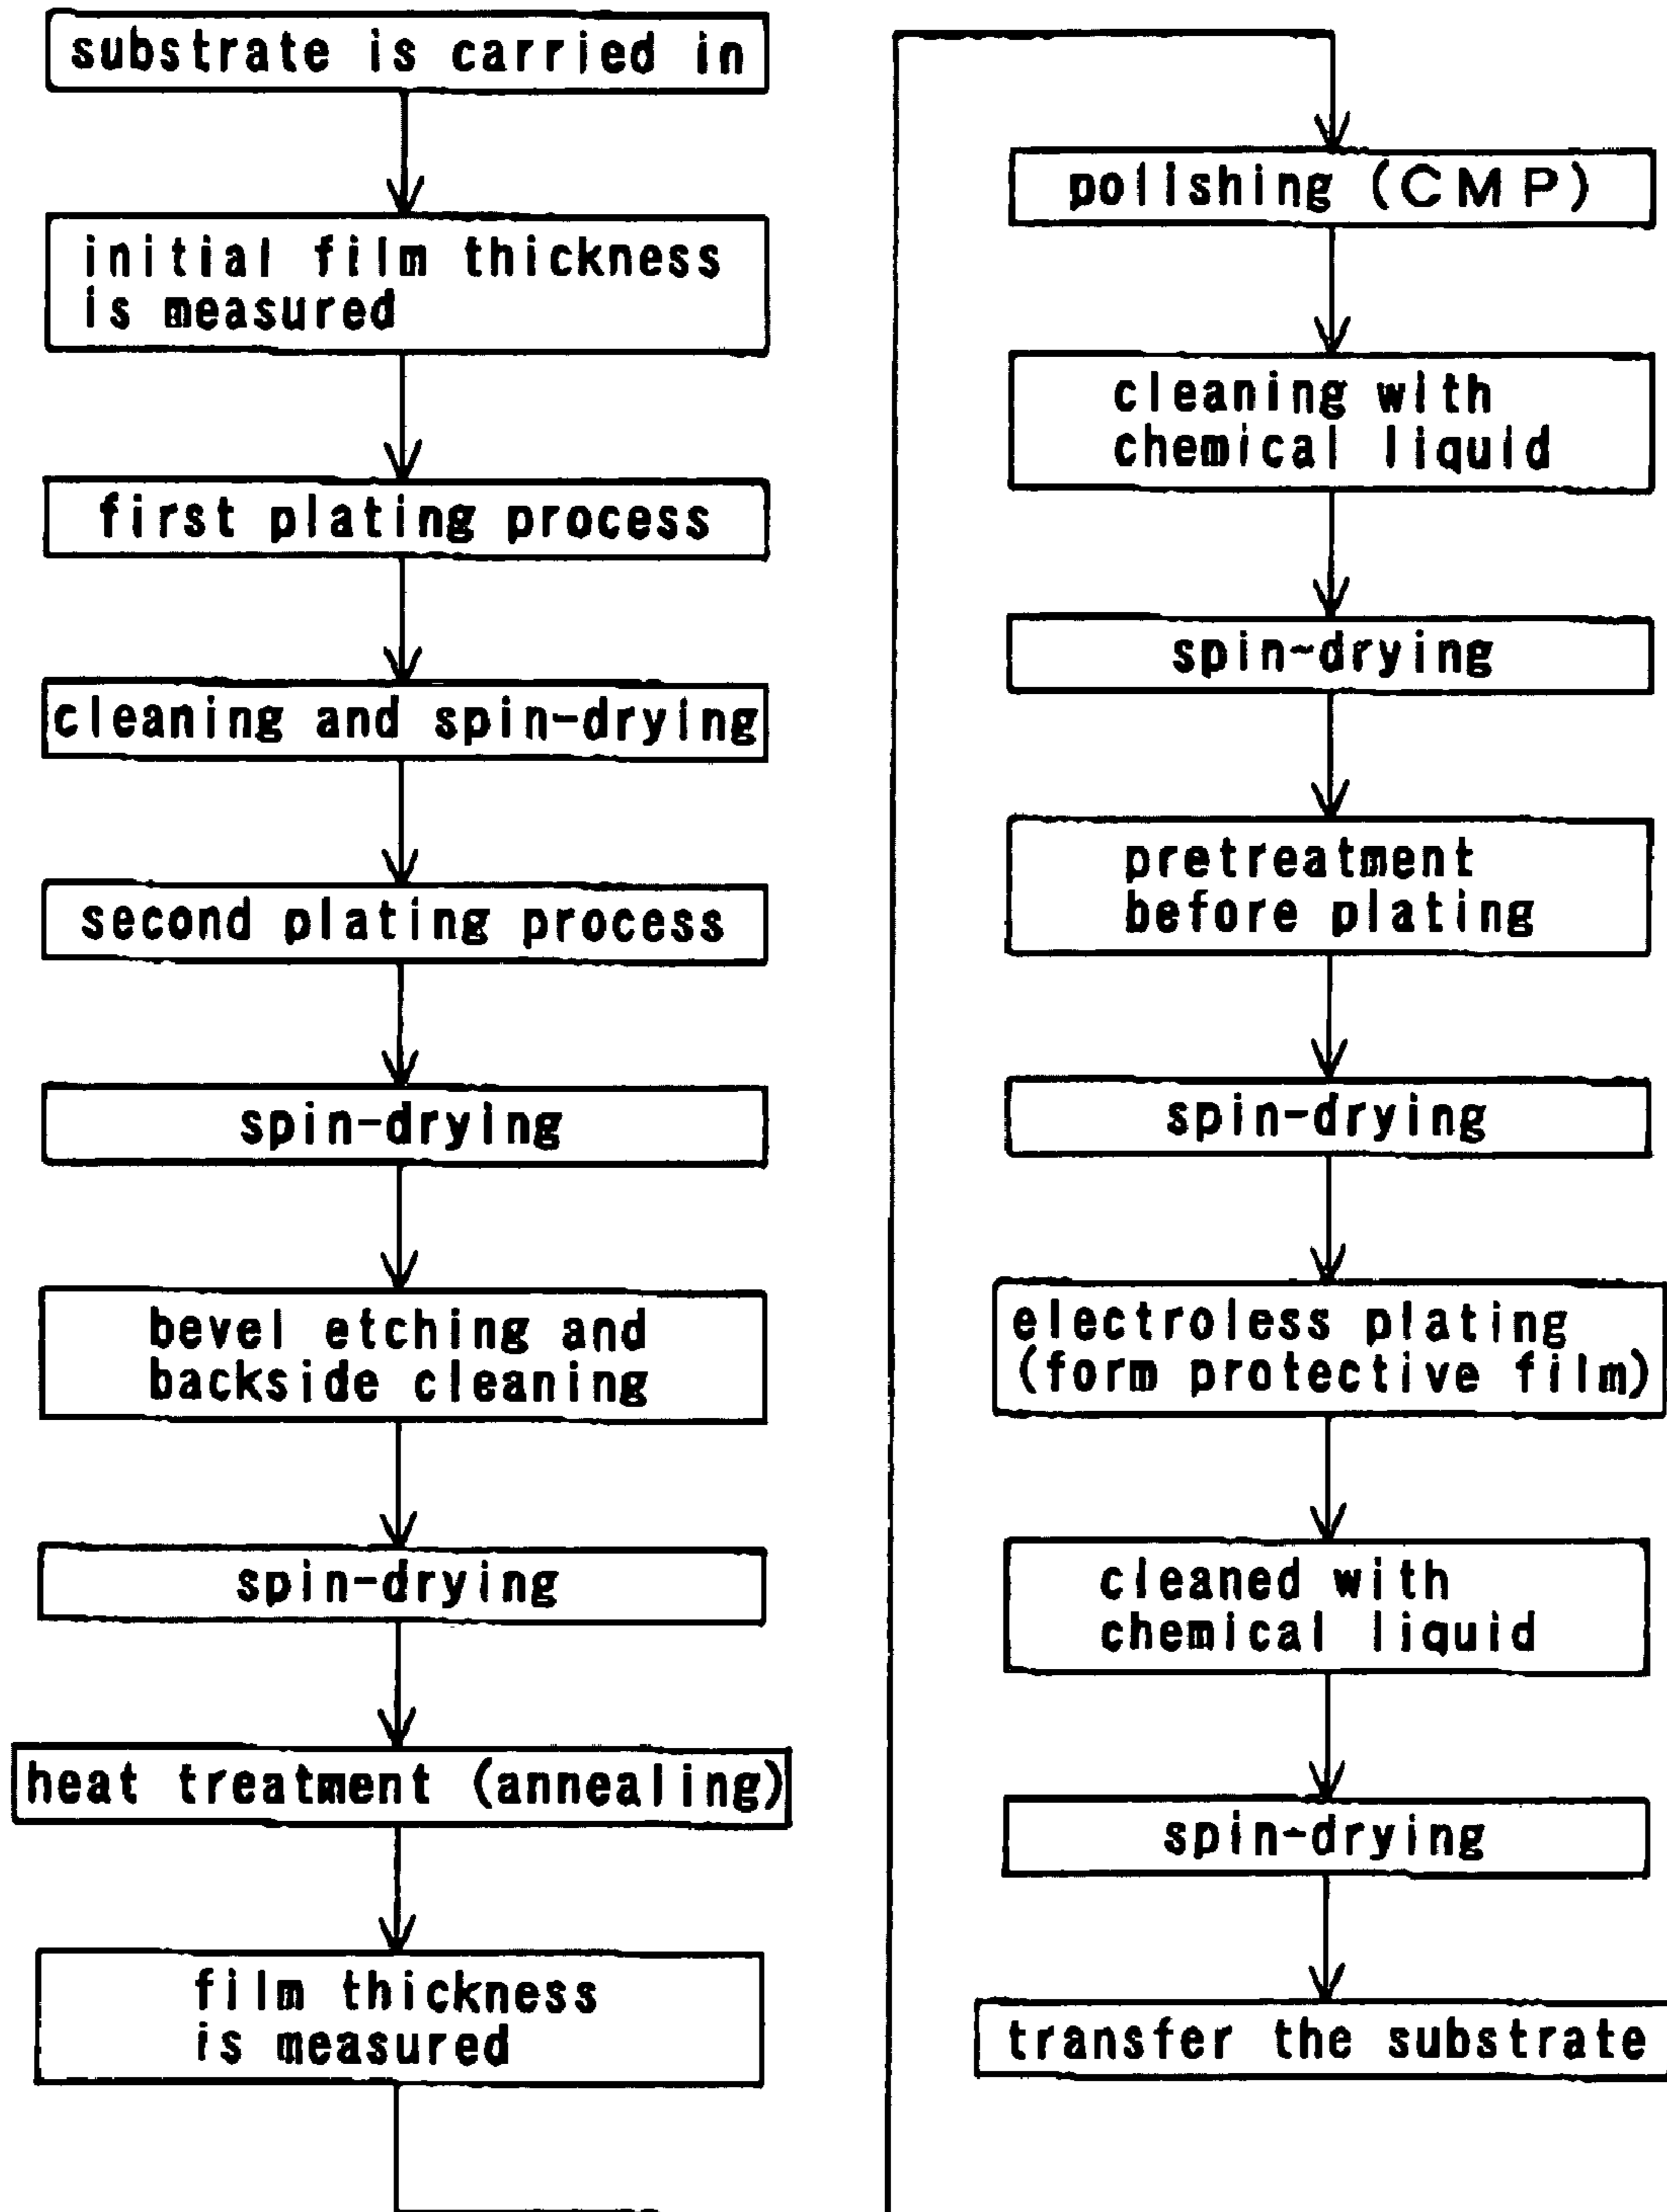 substrate is carried in
initial film thickness
is measured
first plating process
cleaning and spin-drying
second plating process
spin-drying
bevel etching and
backside cleaning
spin-drying
heat treatment (annealing)
film thickness
is measured
polishing (CMP)
cleaning with
chemical liquid
spin-drying
pretreatment
before plating
spin-drying
electroless plating
(form protective film)
cleaned with
chemical liquid
spin-drying
transfer the substrate